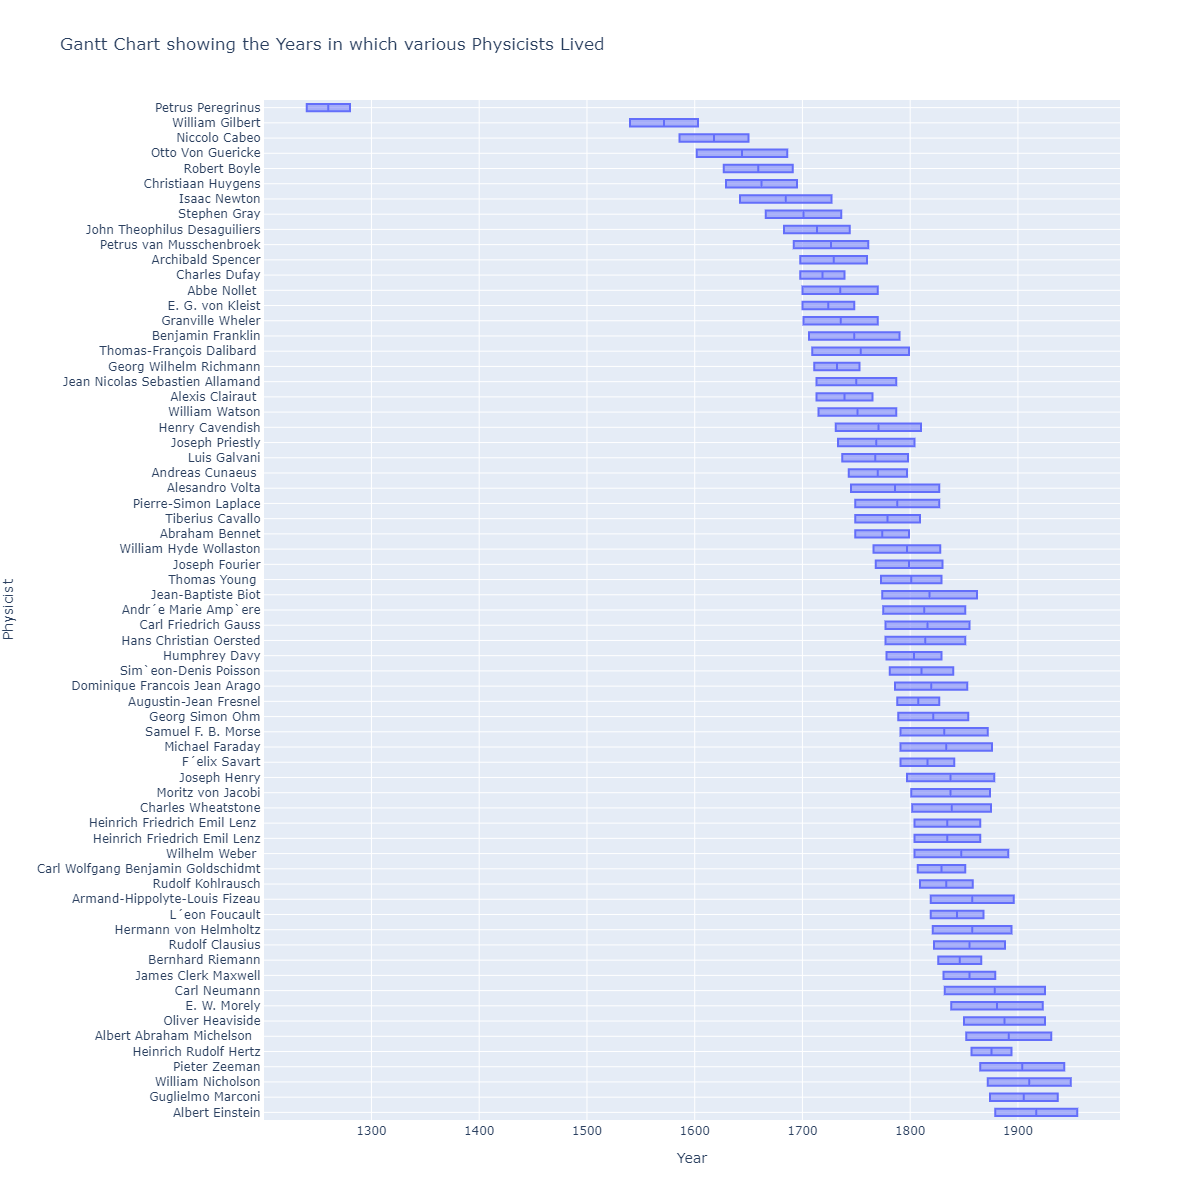 Gantt Chart showing the Years in which various Physicists Lived
Petrus Peregrinus
William Gilbert
Niccolo Cabeo
Otto Von Guericke
Robert Boyle
Christiaan Huygens
Isaac Newton
Stephen Gray
John Theophilus Desaguiliers
Petrus van Musschenbroek
Archibald Spencer
Charles Dufay
Abbe Nollet
E. G. von Kleist
Granville Wheler
Benjamin Franklin
Thomas-François Dalibard
Georg Wilhelm Richmann
Jean Nicolas Sebastien Allamand
Alexis Clairaut
William Watson
Henry Cavendish
Joseph Priestly
Luis Galvani
Andreas Cunaeus
Alesandro Volta
Pierre-Simon Laplace
Tiberius Cavallo
Abraham Bennet
William Hyde Wollaston
Joseph Fourier
Thomas Young
Jean-Baptiste Biot
Andr´e Marie Amp`ere
Carl Friedrich Gauss
Hans Christian Oersted
Humphrey Davy
Sim`eon-Denis Poisson
Dominique Francois Jean Arago
Augustin-Jean Fresnel
Georg Simon Ohm
Samuel F. B. Morse
Michael Faraday
F´elix Savart
Joseph Henry
Moritz von Jacobi
Charles Wheatstone
Heinrich Friedrich Emil Lenz
Heinrich Friedrich Emil Lenz
Wilhelm Weber
Carl Wolfgang Benjamin Goldschidmt
Rudolf Kohlrausch
Armand-Hippolyte-Louis Fizeau
L´eon Foucault
Hermann von Helmholtz
Rudolf Clausius
Bernhard Riemann
James Clerk Maxwell
Carl Neumann
E. W. Morely
Oliver Heaviside
Albert Abraham Michelson
Heinrich Rudolf Hertz
Pieter Zeeman
William Nicholson
Guglielmo Marconi
Albert Einstein
Physicist
1300 1400 1500 1600 1700 1800 1900
Year